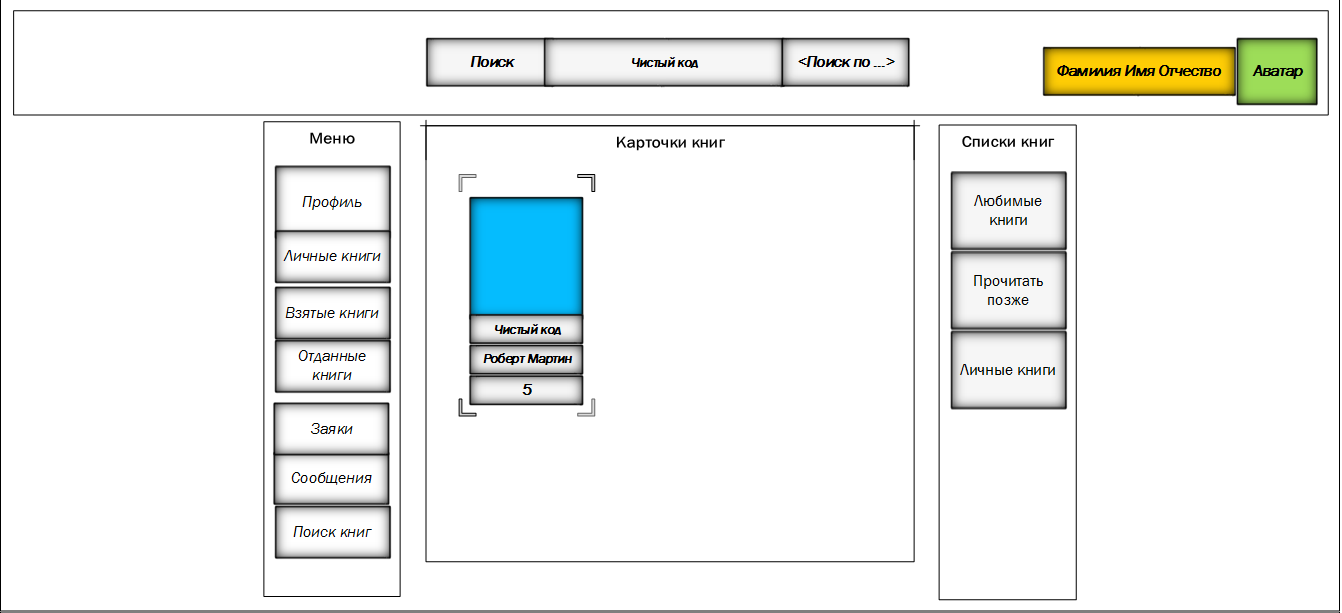 Поиск
Чистый код
<Поиск по ...>
Фамилия Имя Отчество
Аватар
Меню
Профиль
Личные книги
Взятые книги
Отданные
книги
Заяки
Сообщения
Поиск книг
Карточки книг
Чистый код
Роберт Мартин
5
Списки книг
Любимые
книги
Прочитать
позже
Личные книги